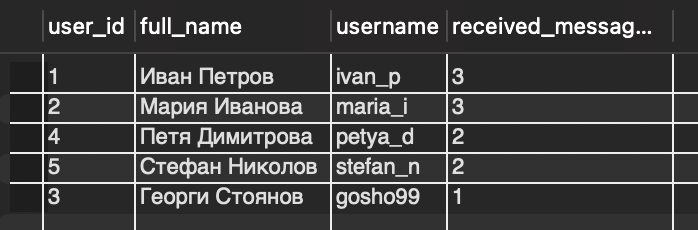 user_id full_name username received_messag...
1 Иван Петров ivan_p 3
2 Мария Иванова maria_i 3
4 Петя Димитрова petya_d 2
5 Стефан Николов stefan_n 2
3 Георги Стоянов gosho99 1